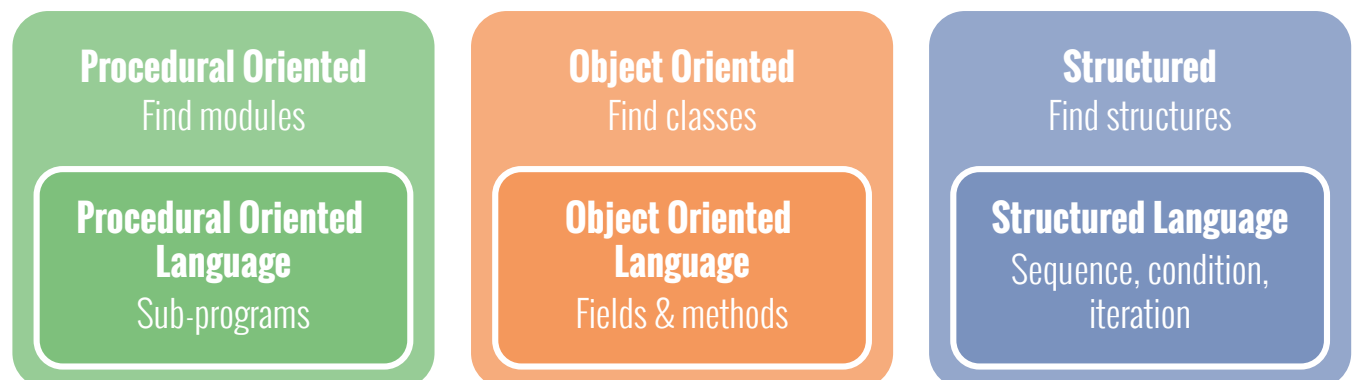 Procedural Oriented
Find modules
Procedural Oriented
Language
Sub-programs
Object Oriented
Find classes
Object Oriented
Language
Fields & methods
Structured
Find structures
Structured Language
Sequence, condition,
iteration